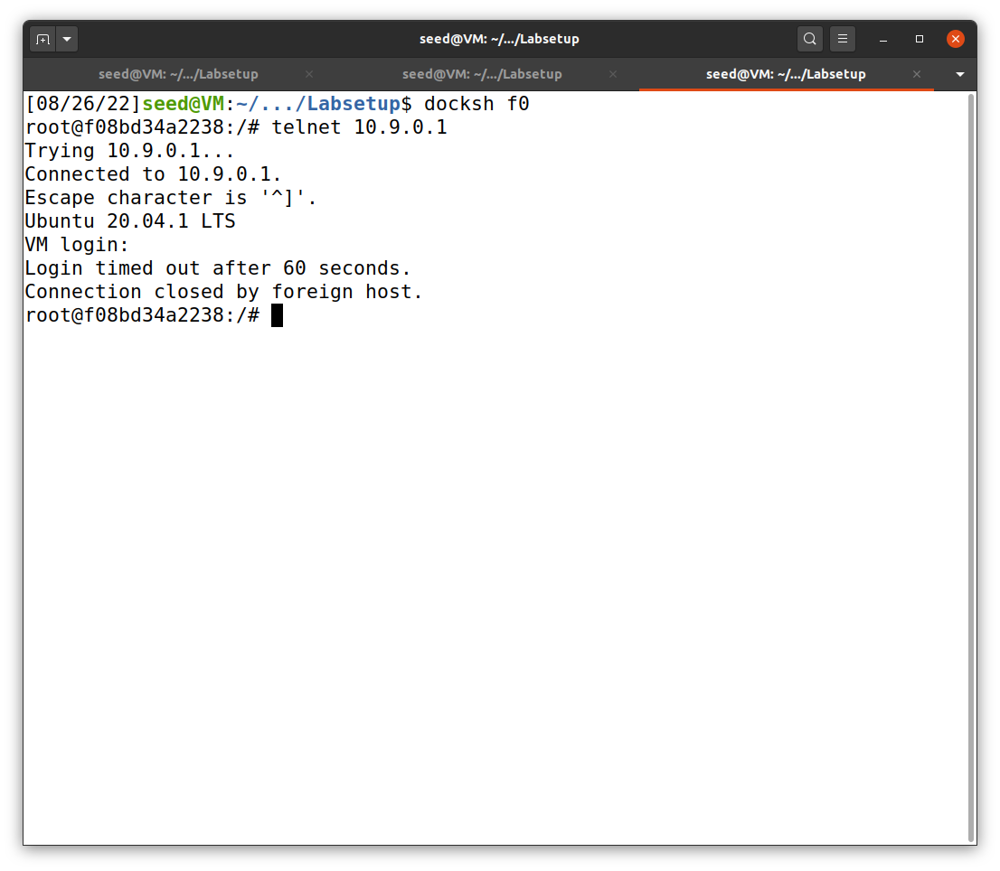 seed@VM: ~/.../Labsetup
seed@VM: ~/.../Labsetup seed@VM: ~/.../Labsetup seed@VM: ~/.../Labsetup
[08/26/22]seed@VM:~/.../Labsetup$ docksh f0
root@f08bd34a2238:/# telnet 10.9.0.1
Trying 10.9.0.1...
Connected to 10.9.0.1.
Escape character is '^]'.
Ubuntu 20.04.1 LTS
VM login:
Login timed out after 60 seconds.
Connection closed by foreign host.
root@f08bd34a2238:/#